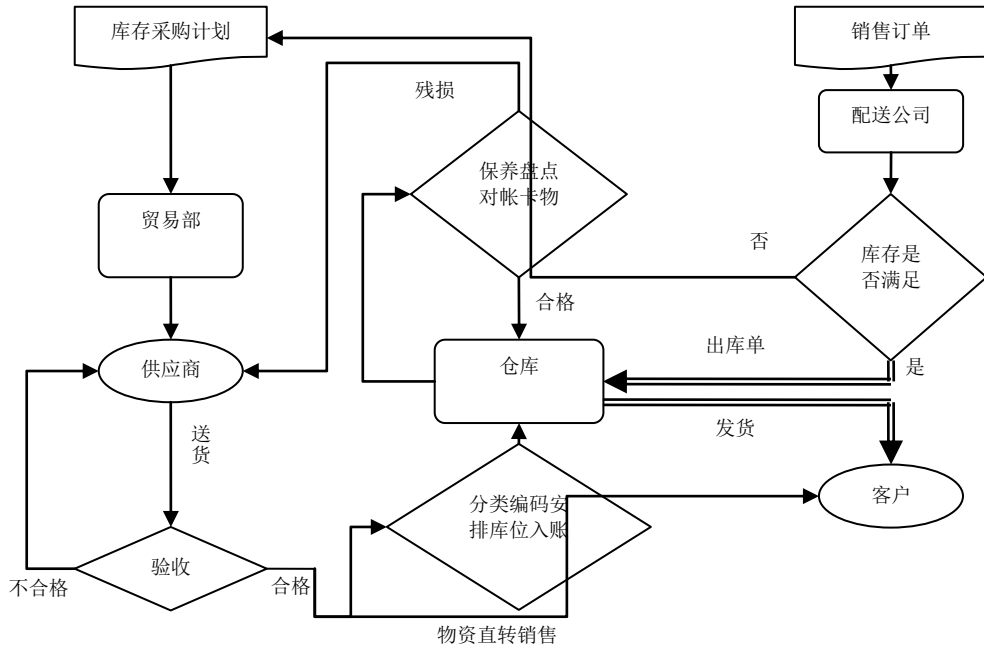 库存采购计划
销售订单
残损
配送公司
保养盘点
对帐卡物
贸易部
否
库存是
否满足
合格
出库单
供应商
仓库
是
送
货
发货
分类编码安
排库位入账
客户
验收
不合格
合格
物资直转销售